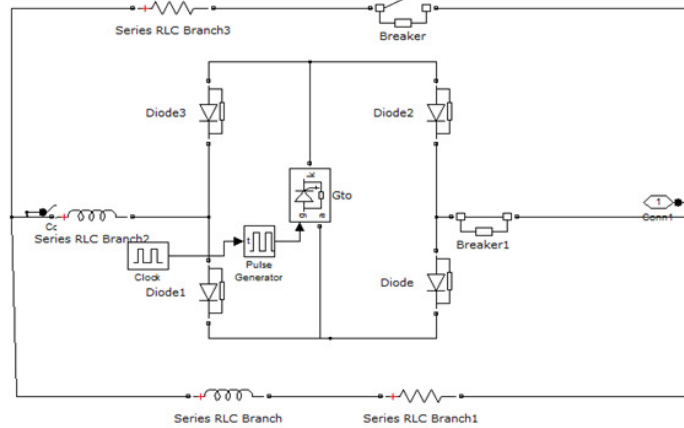 Series RLC Branch3
Breaker
Diode3
Diode2
k
Gto
g
a
1
Conn1
Series RLC Branch2
Breaker1
t
Clock
Pulse
Generator
Diode1
Diode
Series RLC Branch
Series RLC Branch1